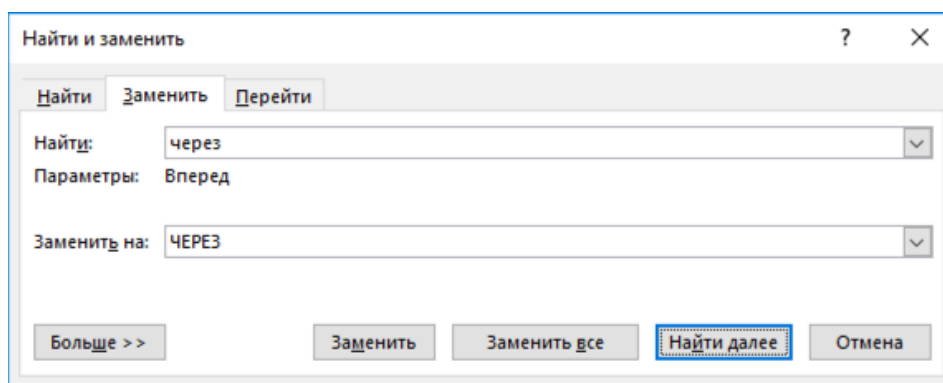 Найти и заменить ?
Найти Заменить Перейти
Найти: через
Параметры: Вперед
Заменить на: ЧЕРЕЗ
Больше >> Заменить Заменить все Найти далее Отмена